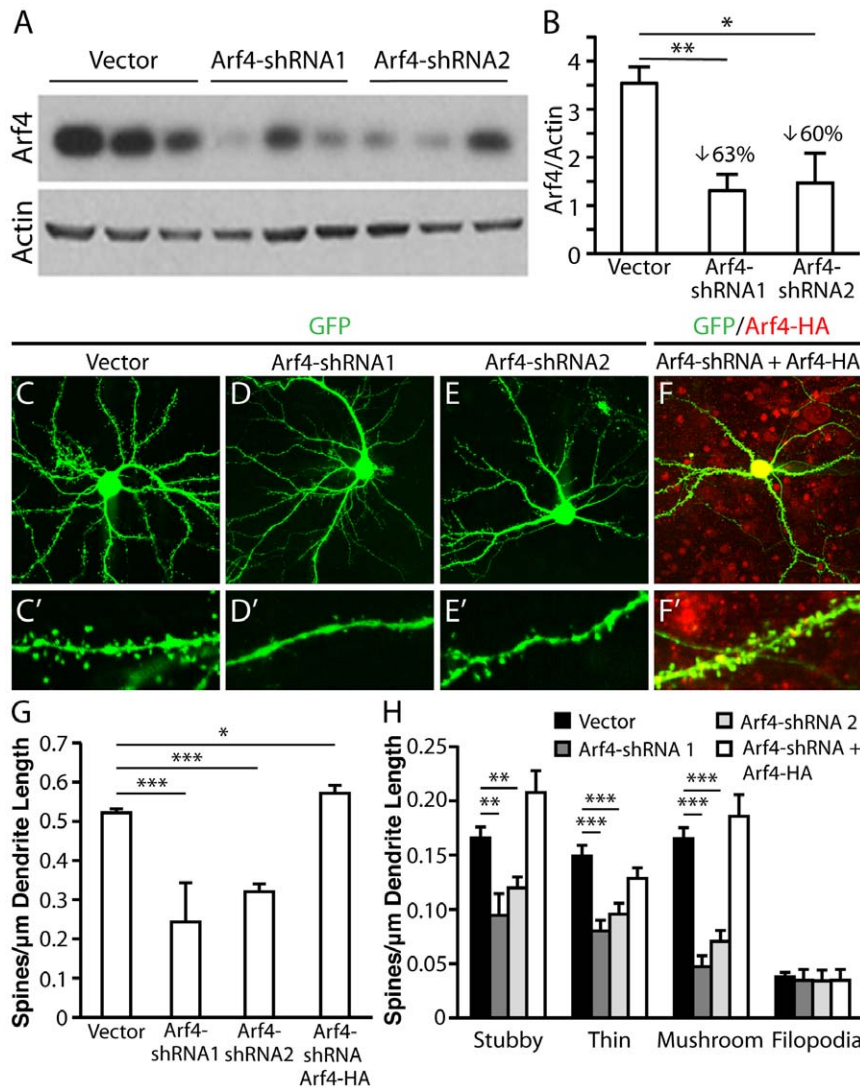 A
Vector Arf4-shRNA1 Arf4-shRNA2
Arf4
Actin
B
*
**
↓63%
↓60%
4
3
2
1
0
Arf4/Actin
Vector Arf4-shRNA1 Arf4-shRNA2
GFP GFP/Arf4-HA
Vector Arf4-shRNA1 Arf4-shRNA2 Arf4-shRNA + Arf4-HA
C D E F
C' D' E' F'
G
*
***
***
0.7
0.6
0.5
0.4
0.3
0.2
0.1
0
Spines/µm Dendrite Length
Vector Arf4-shRNA1 Arf4-shRNA2 Arf4-shRNA Arf4-HA
H
Vector
Arf4-shRNA 1
Arf4-shRNA 2
Arf4-shRNA +
Arf4-HA
0.25
0.20
0.15
0.10
0.05
0.00
Spines/µm Dendrite Length
**
**
***
***
***
***
Stubby Thin Mushroom Filopodia